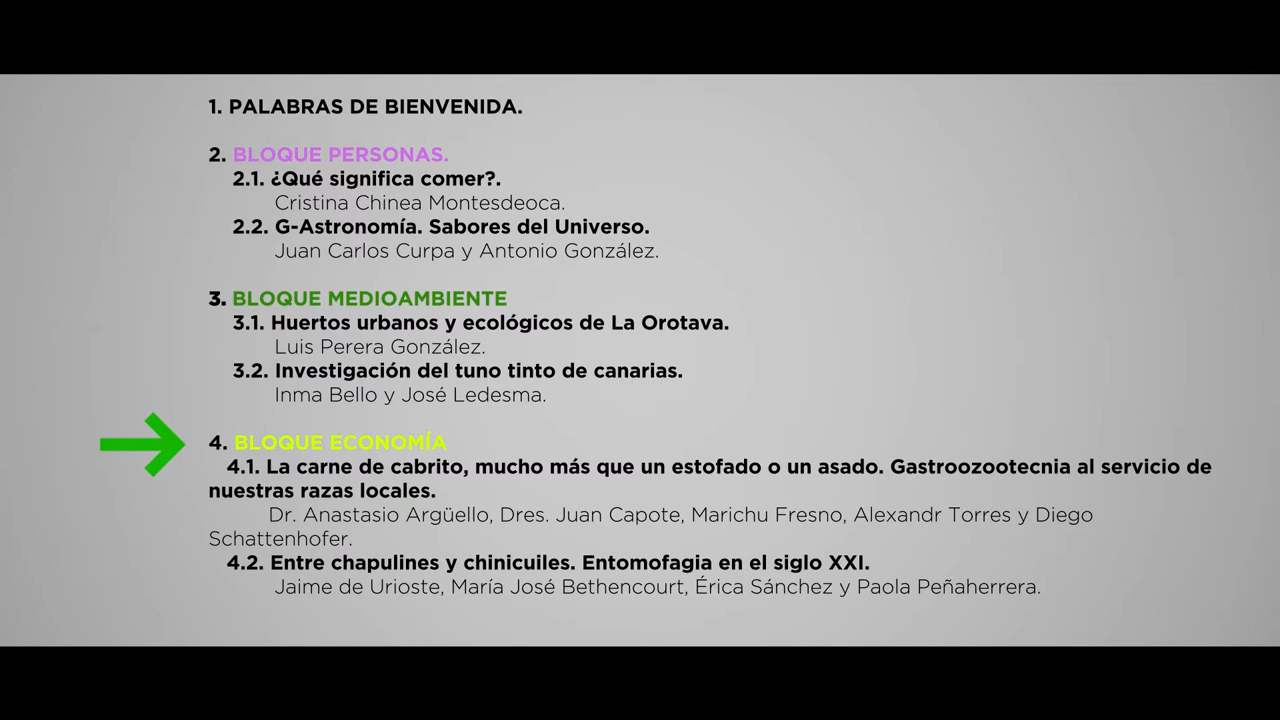 1. PALABRAS DE BIENVENIDA.
2. BLOQUE PERSONAS.
2.1. ¿Qué significa comer?.
Cristina Chinea Montesdeoca.
2.2. G-Astronomía. Sabores del Universo.
Juan Carlos Curpa y Antonio González.
3. BLOQUE MEDIOAMBIENTE
3.1. Huertos urbanos y ecológicos de La Orotava.
Luis Perera González.
3.2. Investigación del tuno tinto de canarias.
Inma Bello y José Ledesma.
4. BLOQUE ECONOMÍA
4.1. La carne de cabrito, mucho más que un estofado o un asado. Gastroozootecnia al servicio de
nuestras razas locales.
Dr. Anastasio Argüello, Dres. Juan Capote, Marichu Fresno, Alexandr Torres y Diego
Schattenhofer.
4.2. Entre chapulines y chinicuiles. Entomofagia en el siglo XXI.
Jaime de Urioste, María José Bethencourt, Érica Sánchez y Paola Peñaherrera.